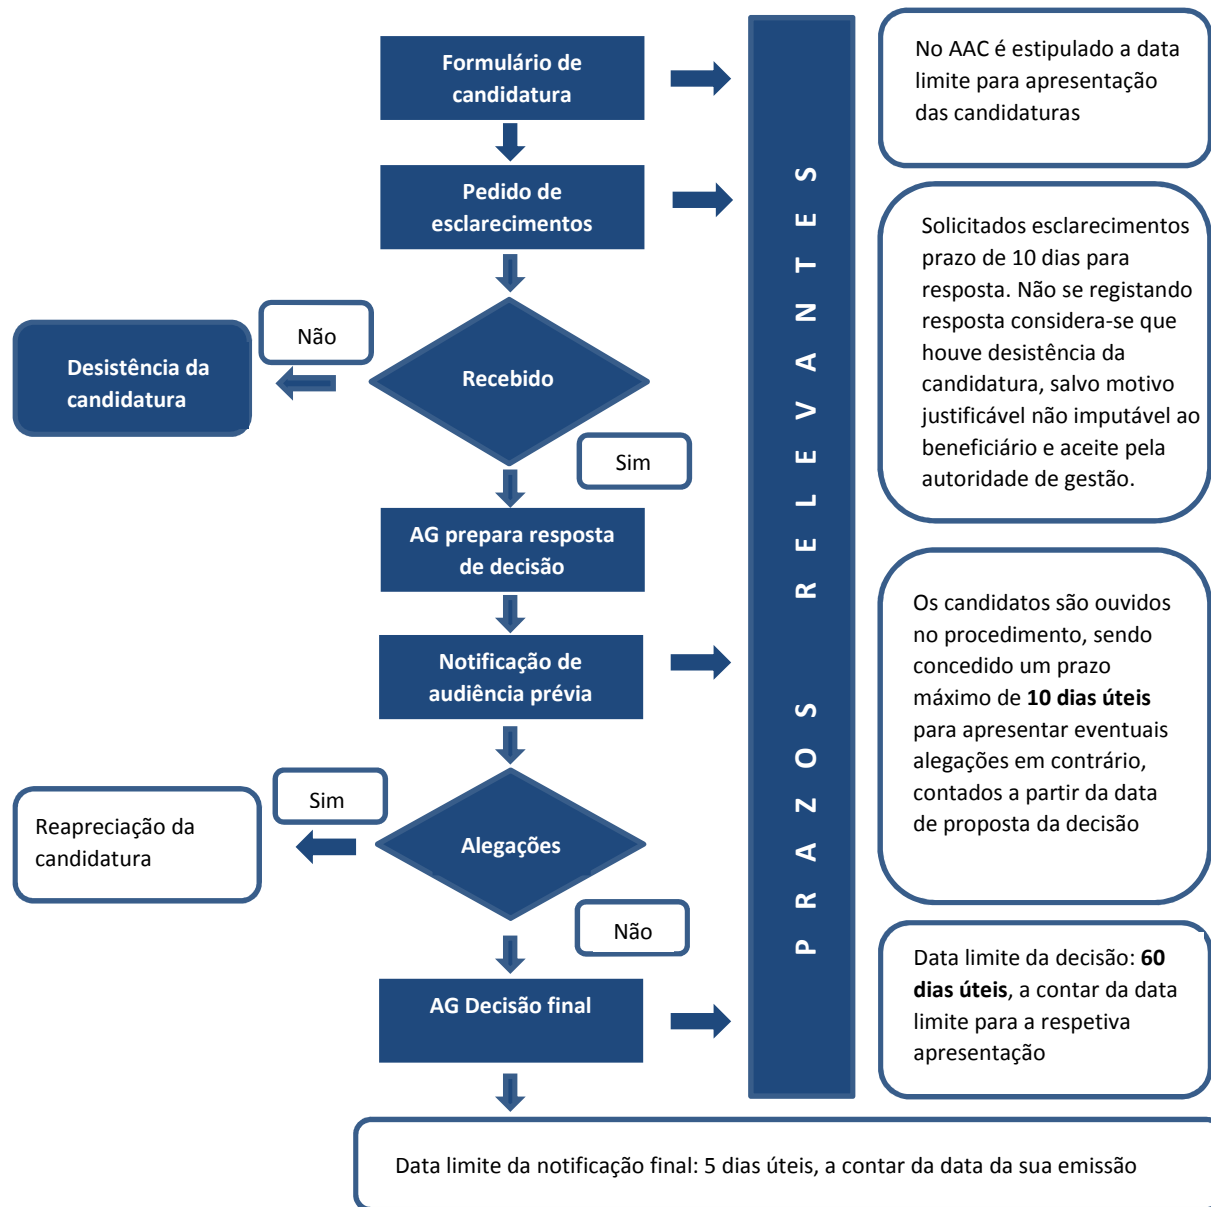 Formulário de
candidatura
No AAC é estipulado a data
limite para apresentação
das candidaturas
Pedido de
esclarecimentos
Solicitados esclarecimentos
prazo de 10 dias para
resposta. Não se registando
resposta considera-se que
houve desistência da
candidatura, salvo motivo
justificável não imputável ao
beneficiário e aceite pela
autoridade de gestão.
Não
Desistência da
candidatura
Recebido
Sim
AG prepara resposta
de decisão
Notificação de
audiência prévia
Os candidatos são ouvidos
no procedimento, sendo
concedido um prazo
máximo de 10 dias úteis
para apresentar eventuais
alegações em contrário,
contados a partir da data
de proposta da decisão
Sim
Reapreciação da
candidatura
Alegações
Não
AG Decisão final
Data limite da decisão: 60
dias úteis, a contar da data
limite para a respetiva
apresentação
PRAZOS RELEVANTES
Data limite da notificação final: 5 dias úteis, a contar da data da sua emissão